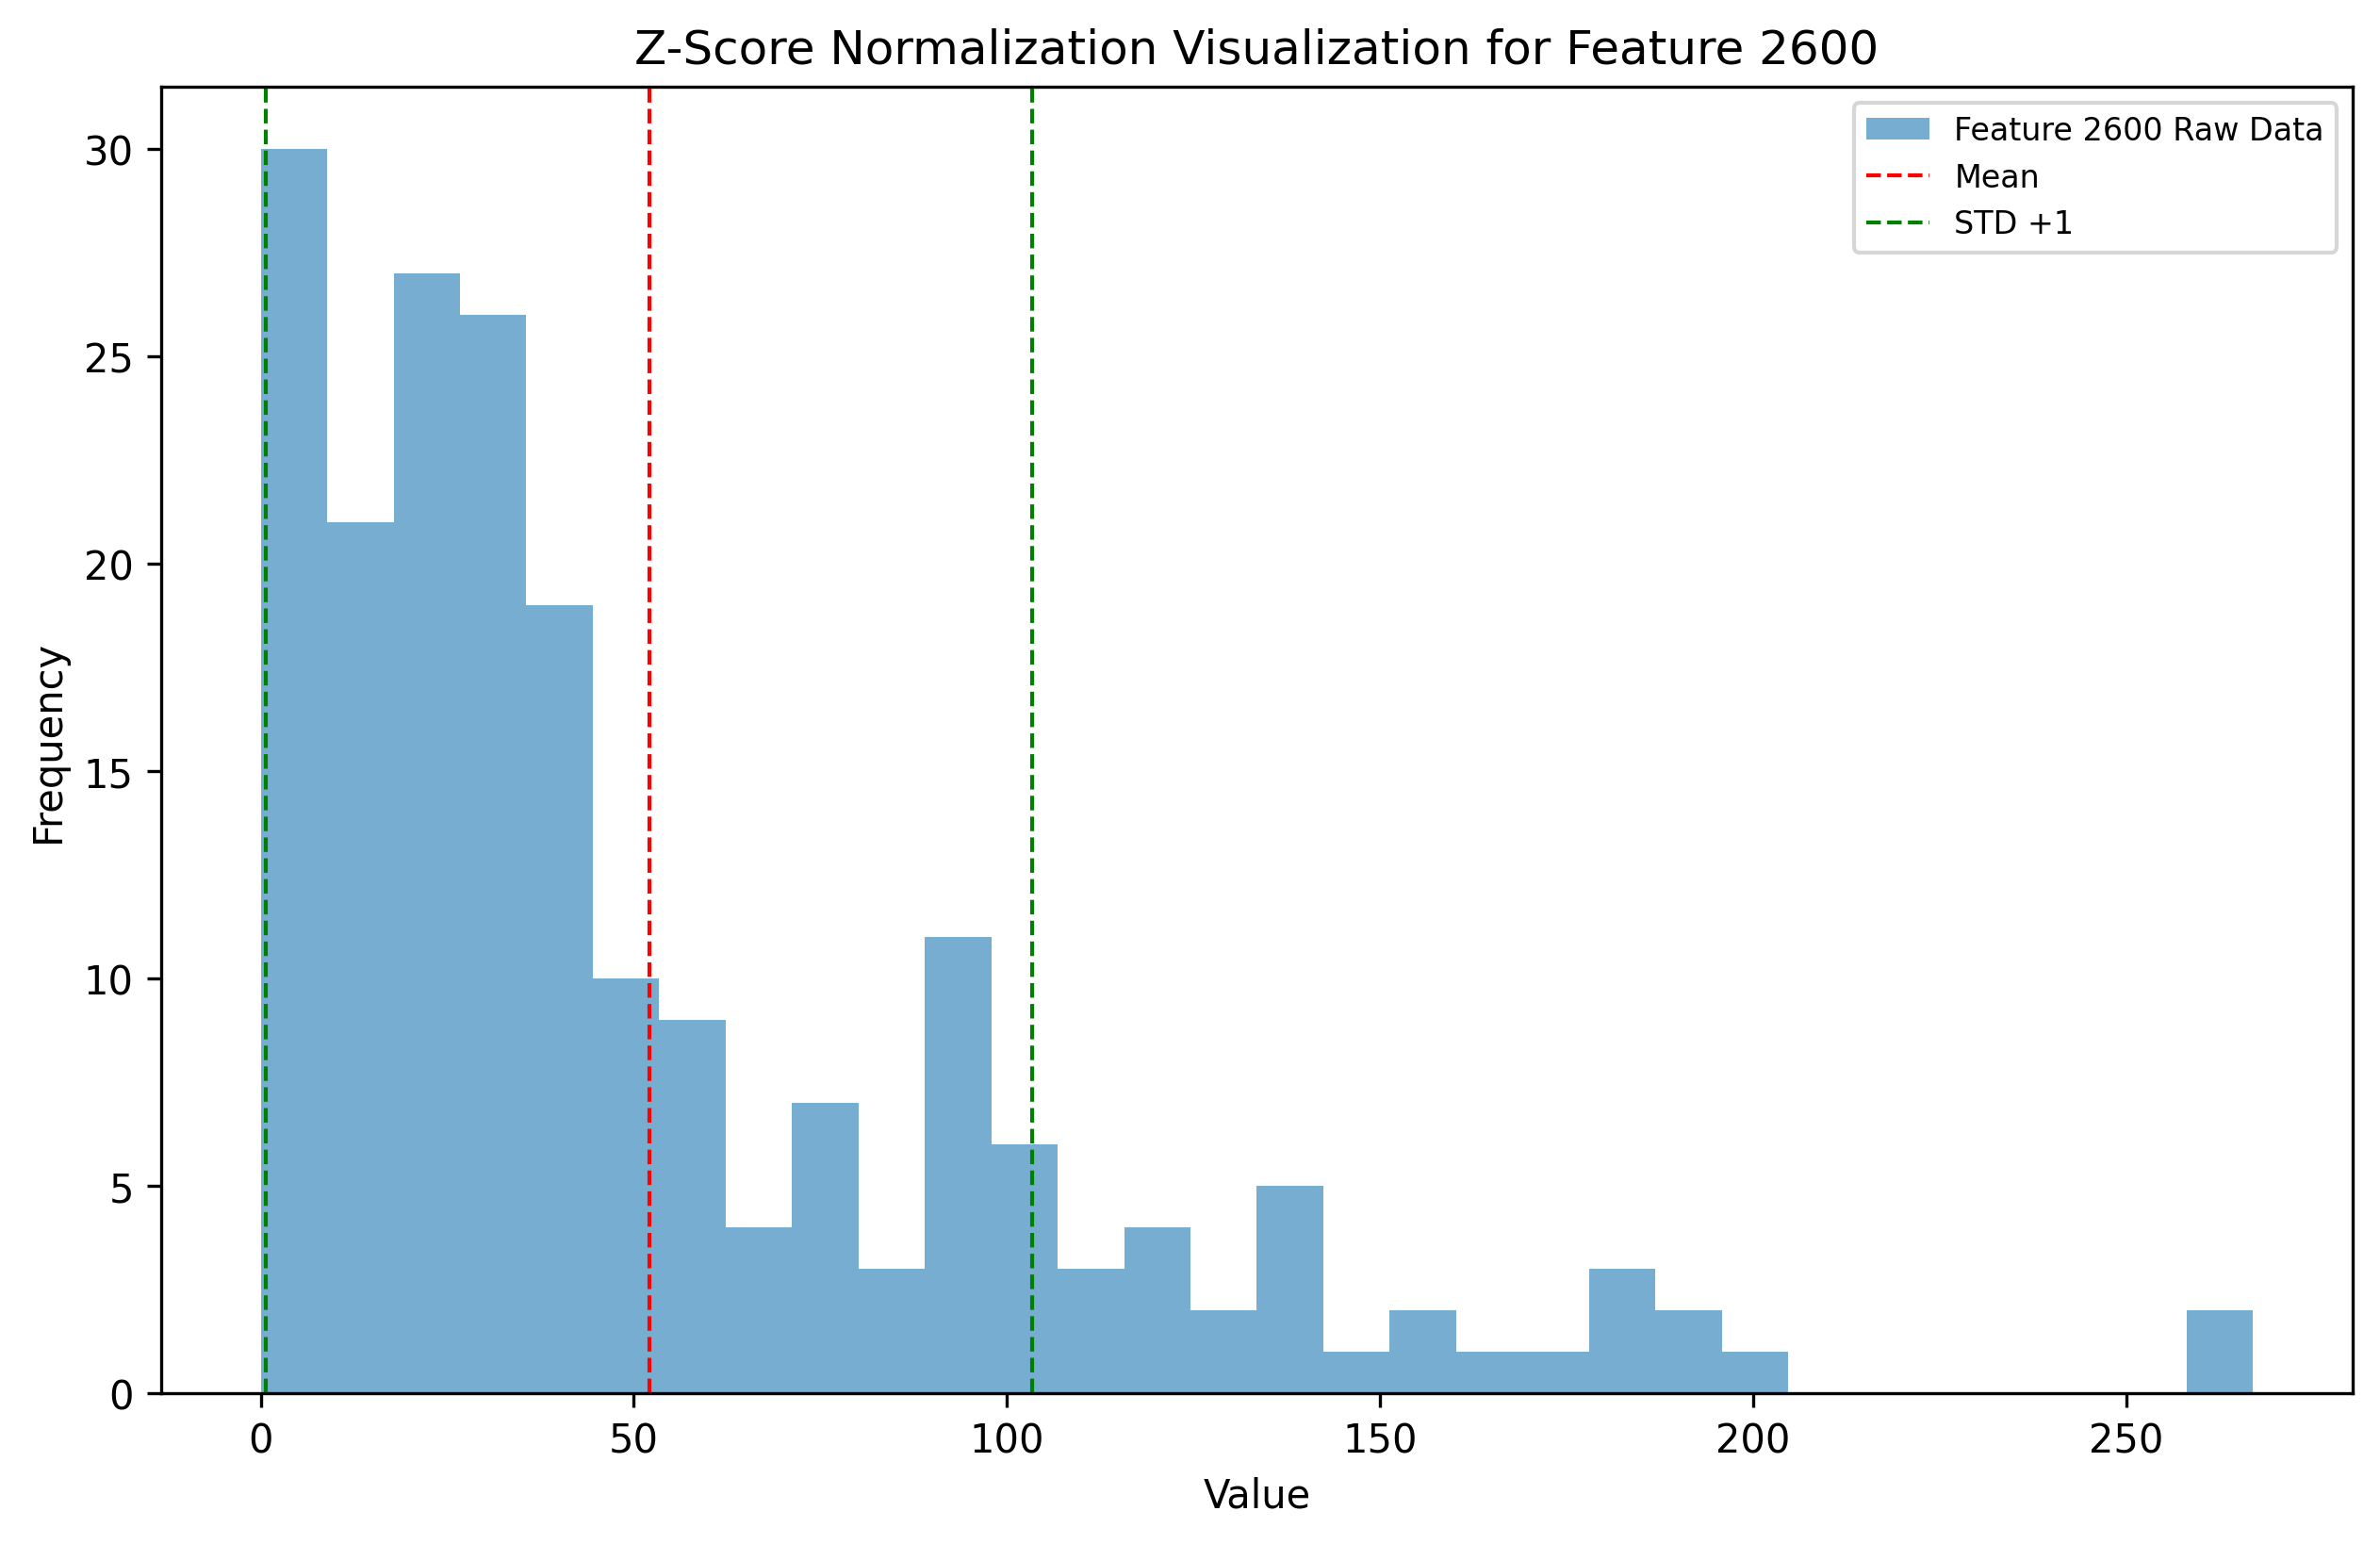 Z-Score Normalization Visualization for Feature 2600
Feature 2600 Raw Data
Mean
STD +1
Frequency
30
25
20
15
10
5
0
0 50 100 150 200 250
Value